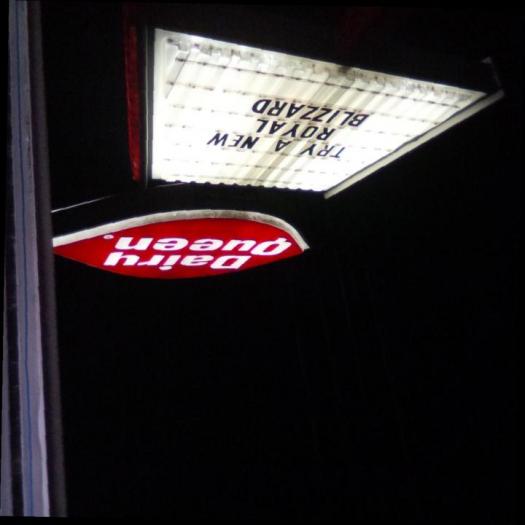 Dairy
Queen®
TRY A NEW
ROYAL
BLIZZARD